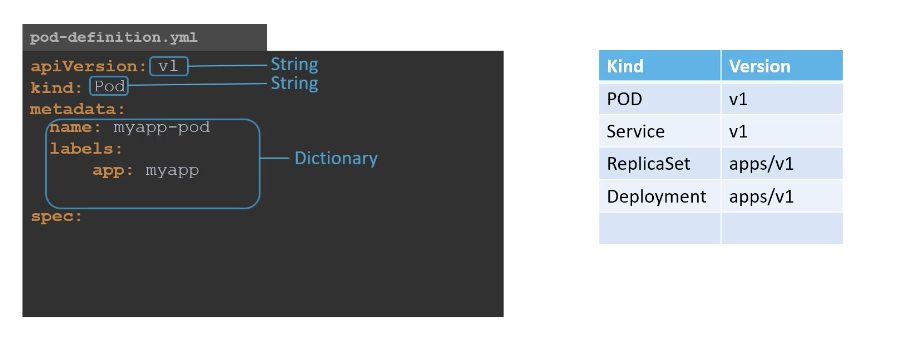 pod-definition.yml
apiVersion: v1 String
kind: Pod String
metadata:
name: myapp-pod
labels:
Dictionary
app: myapp
spec:
Kind Version
POD v1
Service v1
ReplicaSet apps/v1
Deployment apps/v1